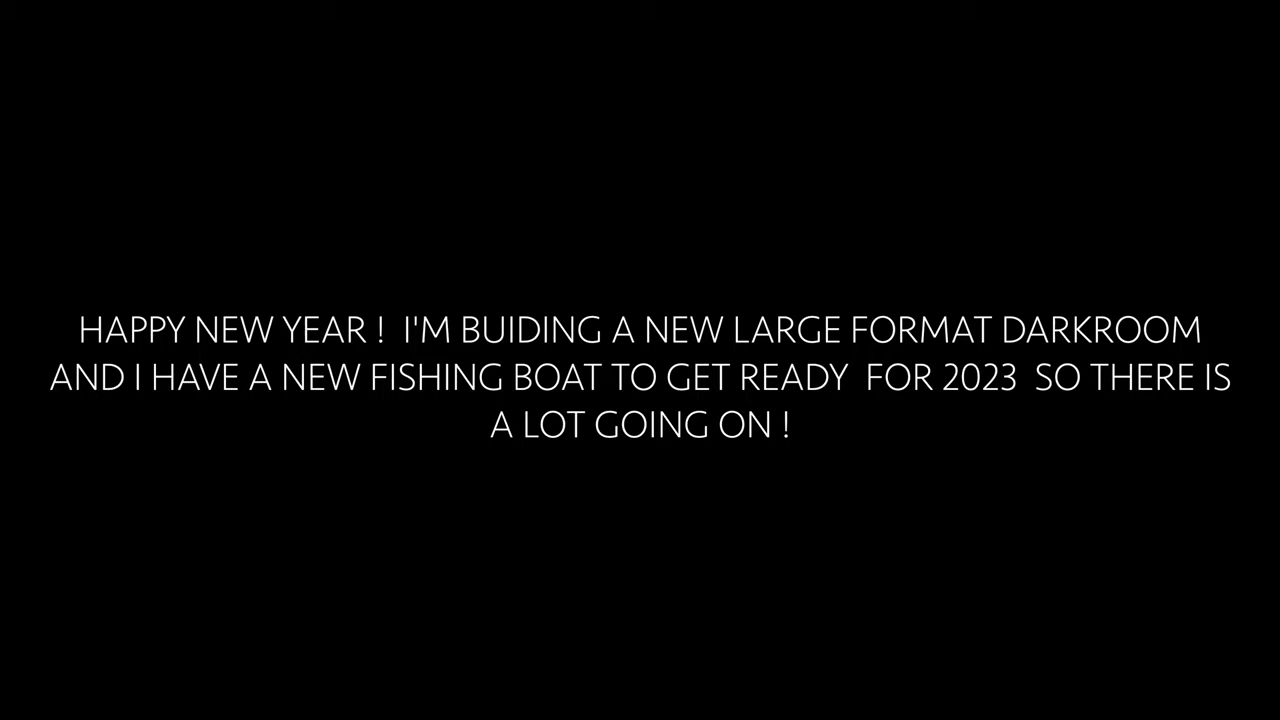 HAPPY NEW YEAR !  I'M BUIDING A NEW LARGE FORMAT DARKROOM
AND I HAVE A NEW FISHING BOAT TO GET READY  FOR 2023  SO THERE IS
A LOT GOING ON !